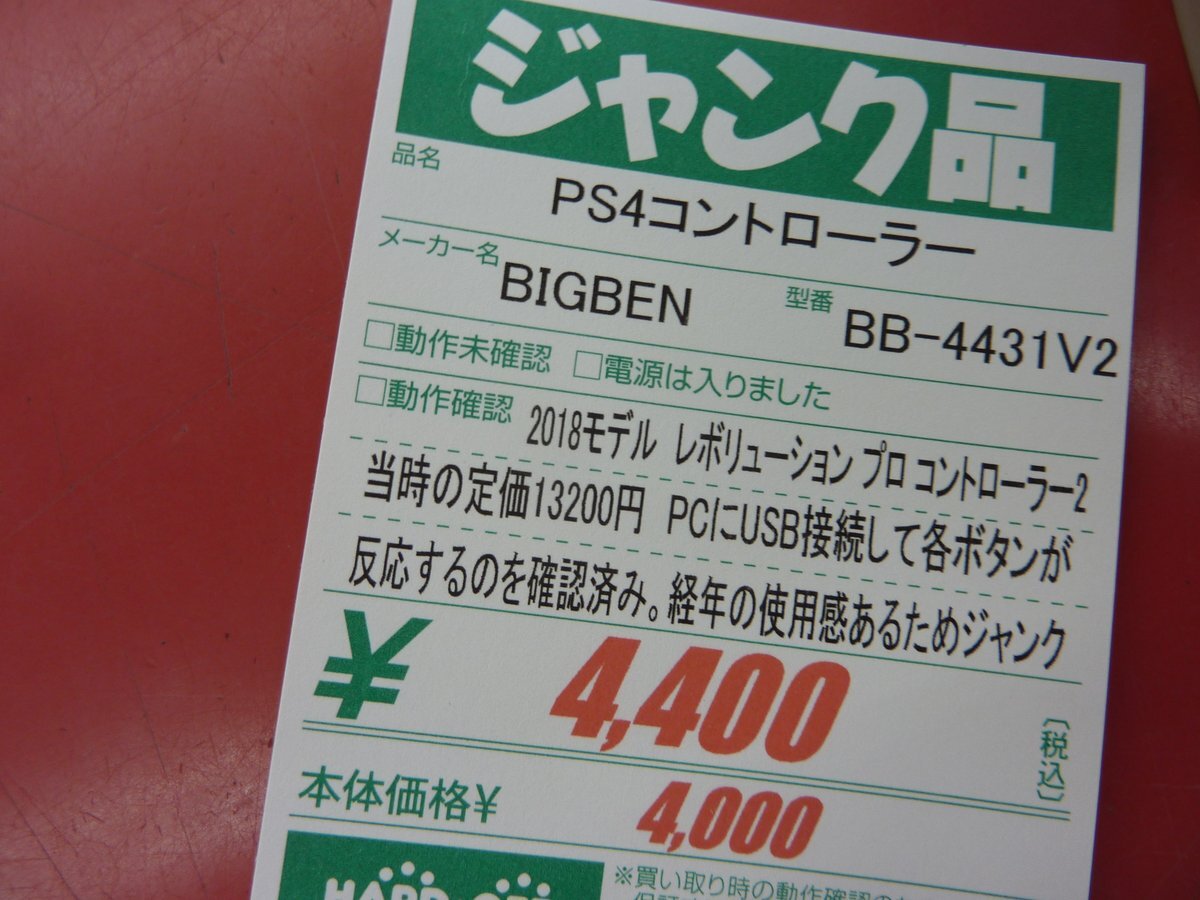 ジャンク品
品名
PS4コントローラー
メーカー名 BIGBEN 型番 BB-4431V2
□動作未確認 □電源は入りました
□動作確認 2018モデル レボリューション プロ コントローラー2
当時の定価13200円 PCにUSB接続して各ボタンが
反応するのを確認済み。経年の使用感あるためジャンク
¥ 4,400 〔税込〕
本体価格¥ 4,000
HARD OFF ※買い取り時の動作確認の